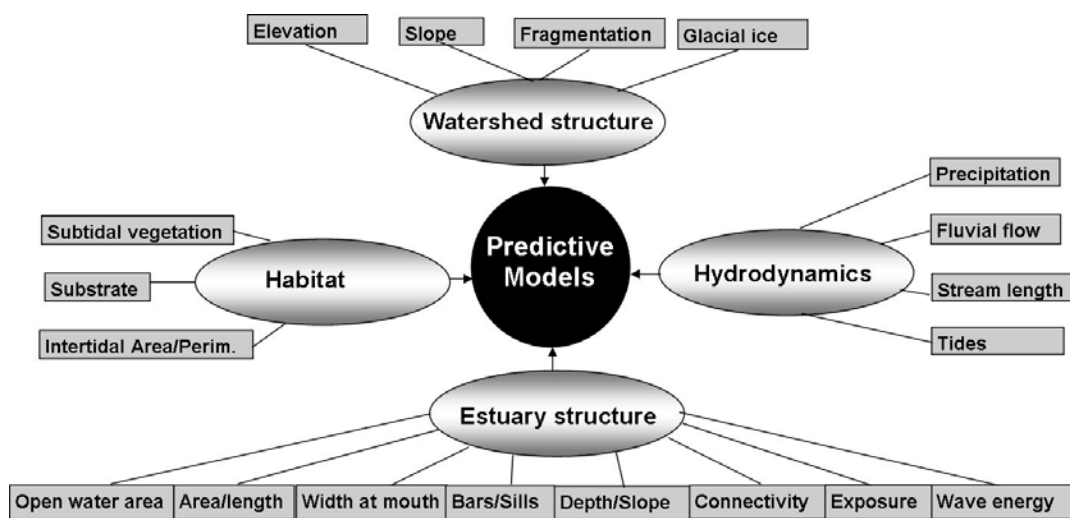 Elevation
Slope
Fragmentation
Glacial ice
Watershed structure
Precipitation
Subtidal vegetation
Predictive
Models
Fluvial flow
Habitat
Hydrodynamics
Substrate
Stream length
Intertidal Area/Perim.
Tides
Estuary structure
Open water area
Area/length
Width at mouth
Bars/Sills
Depth/Slope
Connectivity
Exposure
Wave energy